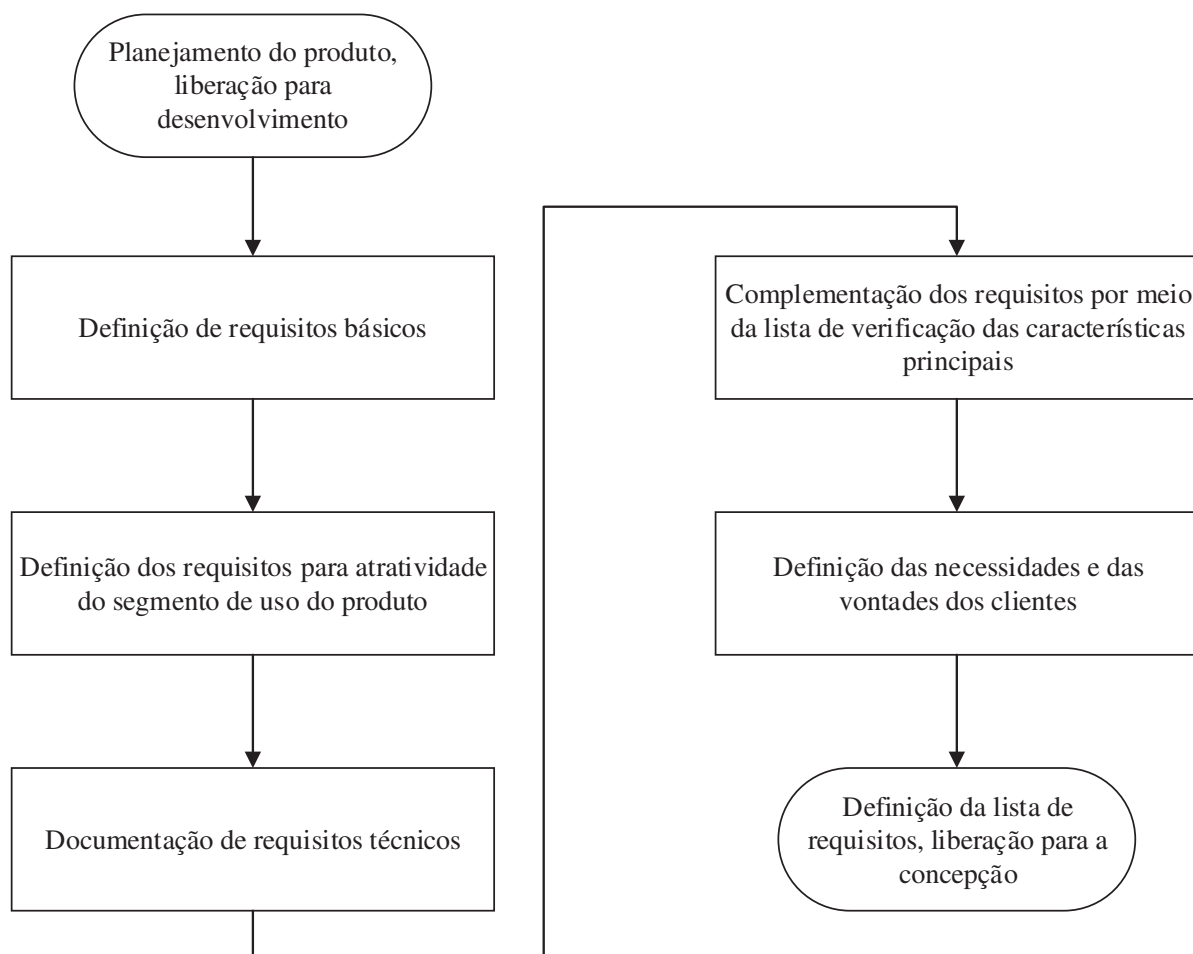 Planejamento do produto,
liberação para
desenvolvimento
Definição de requisitos básicos
Definição dos requisitos para atratividade
do segmento de uso do produto
Documentação de requisitos técnicos
Complementação dos requisitos por meio
da lista de verificação das características
principais
Definição das necessidades e das
vontades dos clientes
Definição da lista de
requisitos, liberação para a
concepção